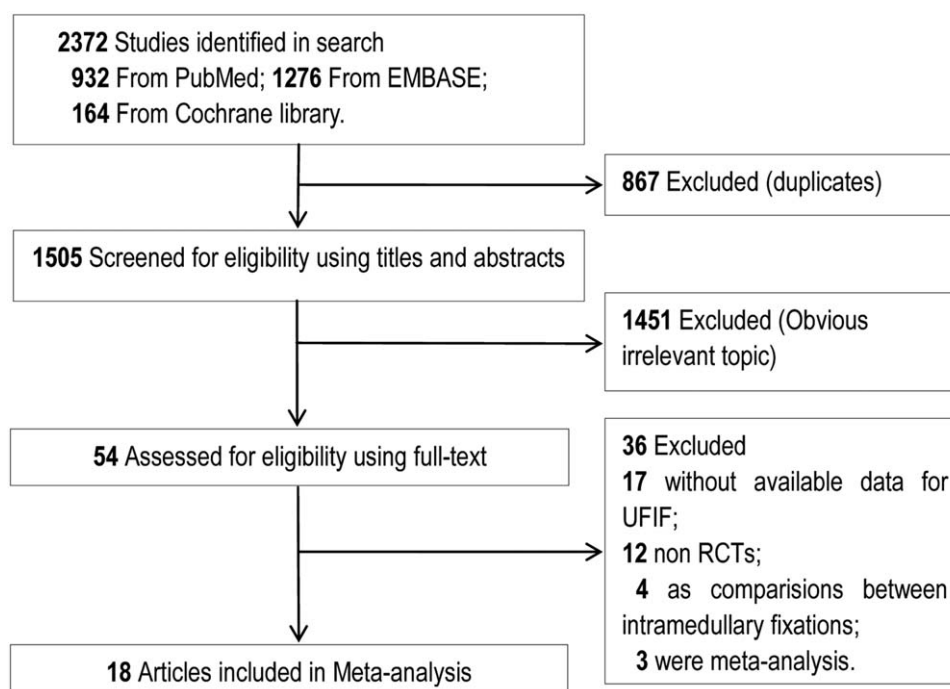 2372 Studies identified in search
932 From PubMed; 1276 From EMBASE;
164 From Cochrane library.
867 Excluded (duplicates)
1505 Screened for eligibility using titles and abstracts
1451 Excluded (Obvious
irrelevant topic)
54 Assessed for eligibility using full-text
36 Excluded
17 without available data for
UFIF;
12 non RCTs;
4 as comparisions between
intramedullary fixations;
3 were meta-analysis.
18 Articles included in Meta-analysis